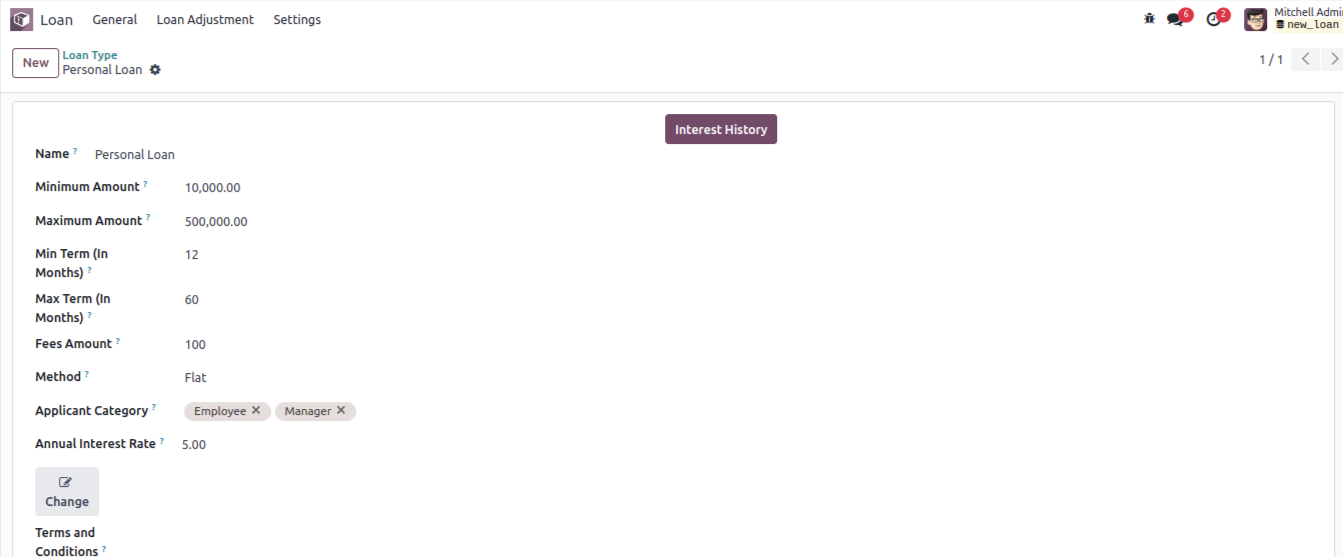 Loan General Loan Adjustment Settings 6 2 Mitchell Admi
new_loan
New Loan Type
Personal Loan 1 / 1
Interest History
Name ? Personal Loan
Minimum Amount ? 10,000.00
Maximum Amount ? 500,000.00
Min Term (In
Months) ? 12
Max Term (In
Months) ? 60
Fees Amount ? 100
Method ? Flat
Applicant Category ? Employee × Manager ×
Annual Interest Rate ? 5.00
Change
Terms and
Conditions ?